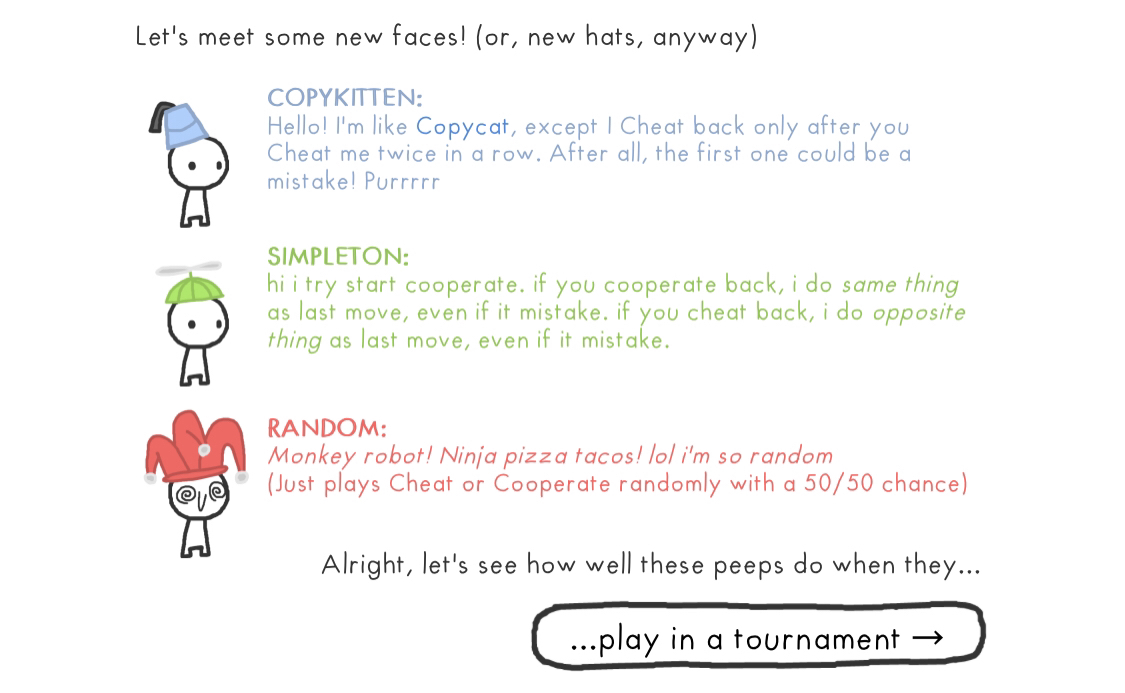 Let's meet some new faces! (or, new hats, anyway)
COPYKITTEN:
Hello! I'm like Copycat, except I Cheat back only after you
Cheat me twice in a row. After all, the first one could be a
mistake! Purrrrr
SIMPLETON:
hi i try start cooperate. if you cooperate back, i do same thing
as last move, even if it mistake. if you cheat back, i do opposite
thing as last move, even if it mistake.
RANDOM:
Monkey robot! Ninja pizza tacos! lol i'm so random
(Just plays Cheat or Cooperate randomly with a 50/50 chance)
Alright, let's see how well these peeps do when they...
...play in a tournament →